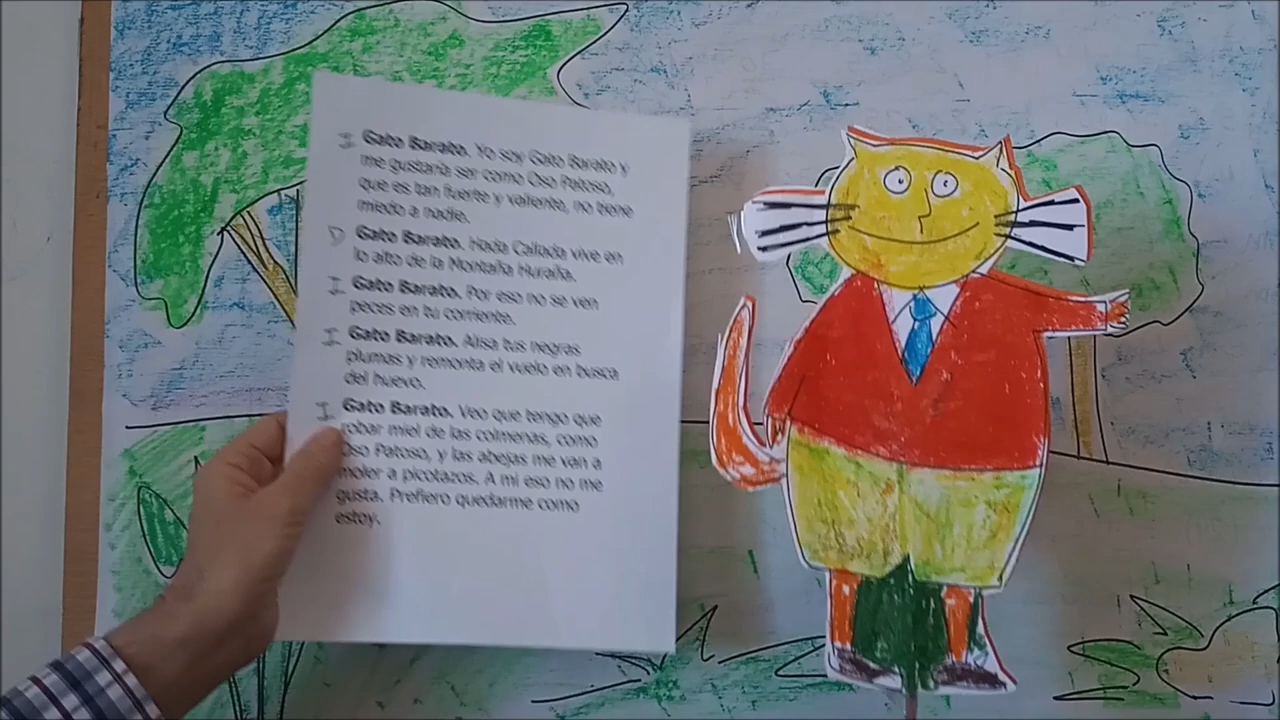 I Gato Barato. Yo soy Gato Barato y
me gustaría ser como Oso Patoso,
que es tan fuerte y valiente, no tiene
miedo a nadie.
D Gato Barato. Hada Callada vive en
lo alto de la Montaña Huraña.
I Gato Barato. Por eso no se ven
peces en tu corriente.
I Gato Barato. Alisa tus negras
plumas y remonta el vuelo en busca
del huevo.
I Gato Barato. Veo que tengo que
robar miel de las colmenas, como
Oso Patoso, y las abejas me van a
moler a picotazos. A mi eso no me
gusta. Prefiero quedarme como
estoy.